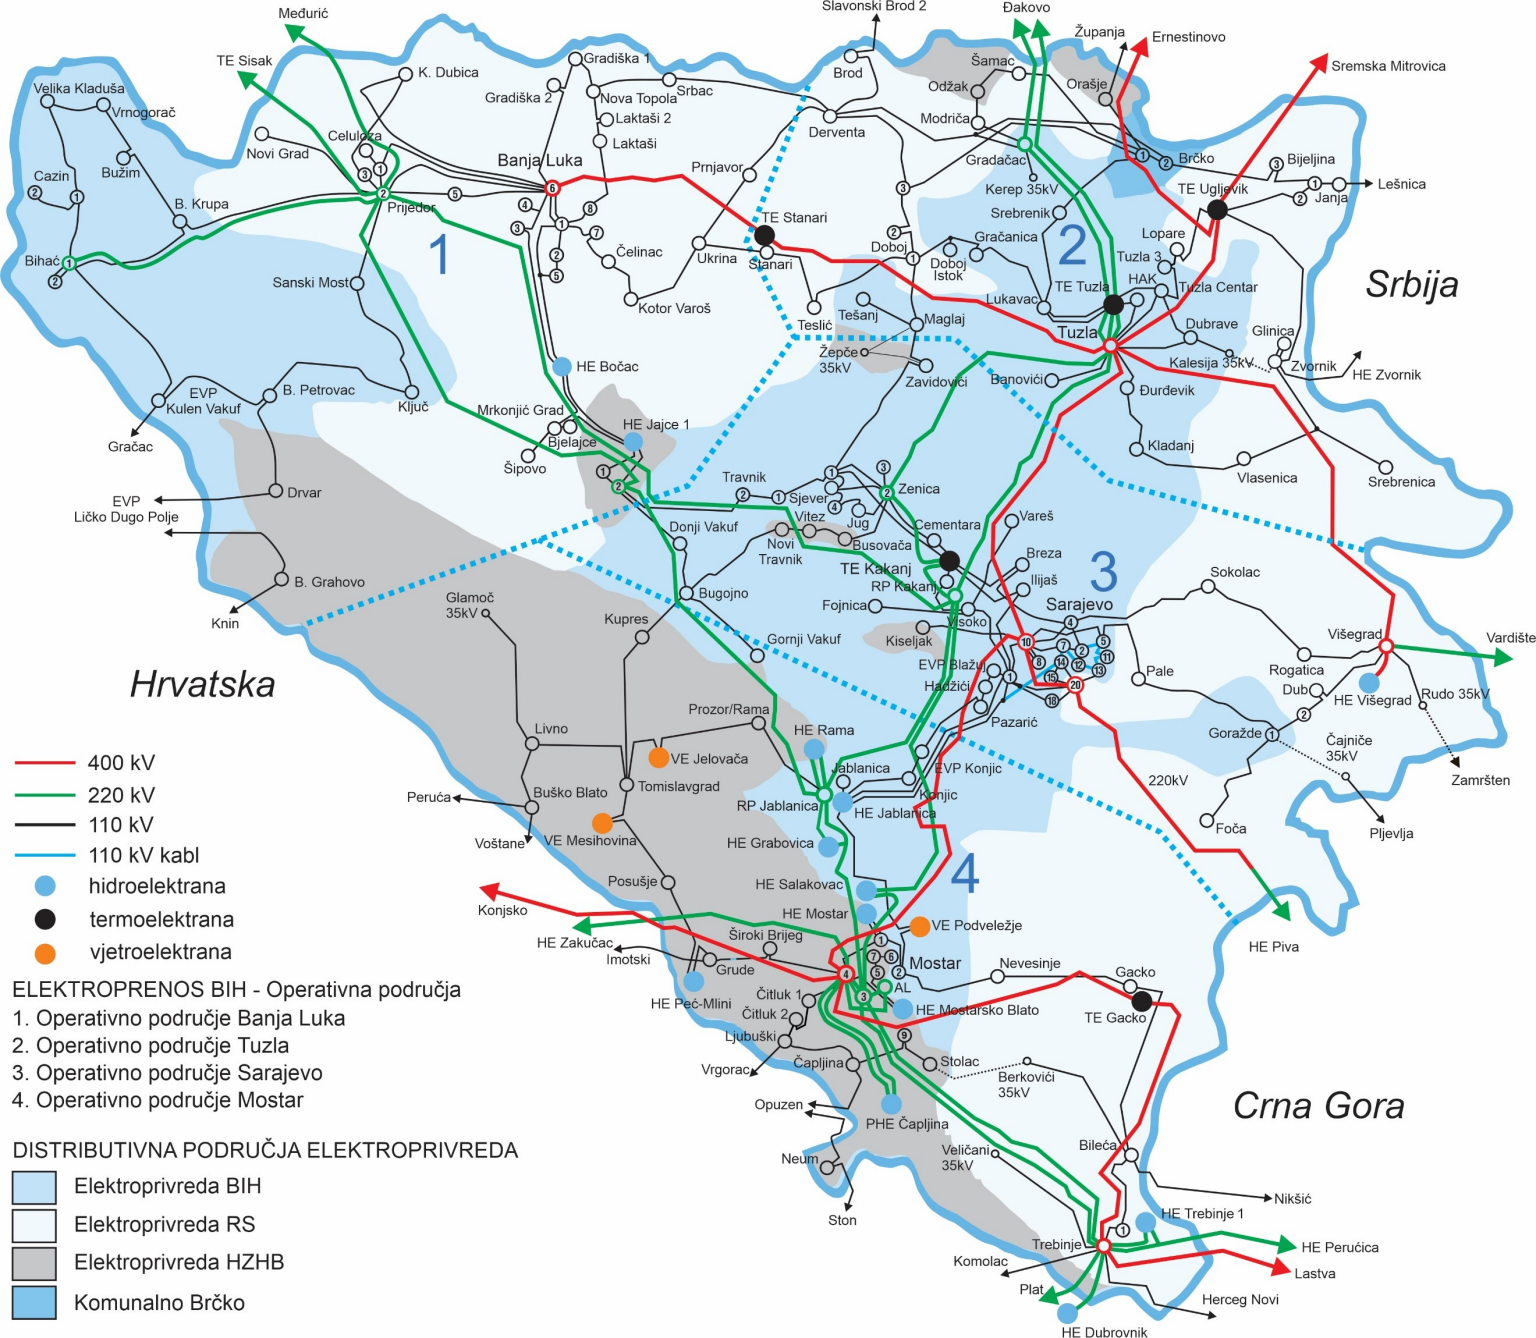 Međurić
TE Sisak
K. Dubica
Gradiška 1
Gradiška 2
Nova Topola
Srbac
Laktaši 2
Laktaši
Slavonski Brod 2
Brod
Derventa
Đakovo
Šamac
Odžak
Modriča
Gradačac
Kerep 35kV
Županja
Orašje
Ernestinovo
Sremska Mitrovica
Brčko
Bijeljina
Janja
Lešnica
TE Ugljevik
Velika Kladuša
Vrnogorač
Bužim
Cazin
Bihać
B. Krupa
Novi Grad
Celuloza
Prijedor
Banja Luka
Prnjavor
TE Stanari
Stanari
Ukrina
Čelinac
Kotor Varoš
Teslić
Doboj
Doboj
Istok
Gračanica
Srebrenik
Lopare
Tuzla 3
HAK
Tuzla Centar
TE Tuzla
Lukavac
Tuzla
Dubrave
Kalesija 35kV
Glinica
Zvornik
HE Zvornik
Srbija
1
2
3
4
Sanski Most
Tešanj
Maglaj
Žepče
35kV
Zavidovići
Banovići
Đurđevik
Kladanj
Vlasenica
Srebrenica
EVP
Kulen Vakuf
B. Petrovac
Ključ
Gračac
HE Bočac
Mrkonjić Grad
Bjelajce
Šipovo
HE Jajce 1
Drvar
EVP
Ličko Dugo Polje
B. Grahovo
Knin
Travnik
Sjever
Zenica
Jug
Donji Vakuf
Vitez
Novi
Travnik
Busovača
Cementara
TE Kakanj
RP Kakanj
Vareš
Breza
Ilijaš
Visoko
Fojnica
Kiseljak
Sarajevo
Sokolac
Višegrad
Vardište
Rogatica
Dub
HE Višegrad
Rudo 35kV
Pale
Goražde
Čajniče
35kV
Zamršten
Pljevlja
Foča
220kV
Glamoč
35kV
Bugojno
Kupres
Gornji Vakuf
EVP Blažuj
Hadžići
Pazarić
EVP Konjic
Konjic
Hrvatska
Livno
Prozor/Rama
HE Rama
VE Jelovača
Jablanica
RP Jablanica
HE Jablanica
Tomislavgrad
Buško Blato
Peruća
Voštane
VE Mesihovina
HE Grabovica
Posušje
HE Salakovac
HE Mostar
VE Podveležje
Konjsko
HE Zakučac
Imotski
Široki Brijeg
Grude
HE Peć-Mlini
Mostar
AL
HE Mostarsko Blato
Nevesinje
Gacko
TE Gacko
HE Piva
Čitluk 1
Čitluk 2
Ljubuški
Vrgorac
Čapljina
Stolac
Berkovići
35kV
Opuzen
PHE Čapljina
Neum
Ston
Veličani
35kV
Bileća
Nikšić
HE Trebinje 1
Trebinje
HE Perućica
Lastva
Komolac
Plat
Herceg Novi
HE Dubrovnik
Crna Gora
400 kV
220 kV
110 kV
110 kV kabl
hidroelektrana
termoelektrana
vjetroelektrana
ELEKTROPRENOS BIH - Operativna područja
1. Operativno područje Banja Luka
2. Operativno područje Tuzla
3. Operativno područje Sarajevo
4. Operativno područje Mostar
DISTRIBUTIVNA PODRUČJA ELEKTROPRIVREDA
Elektroprivreda BIH
Elektroprivreda RS
Elektroprivreda HZHB
Komunalno Brčko